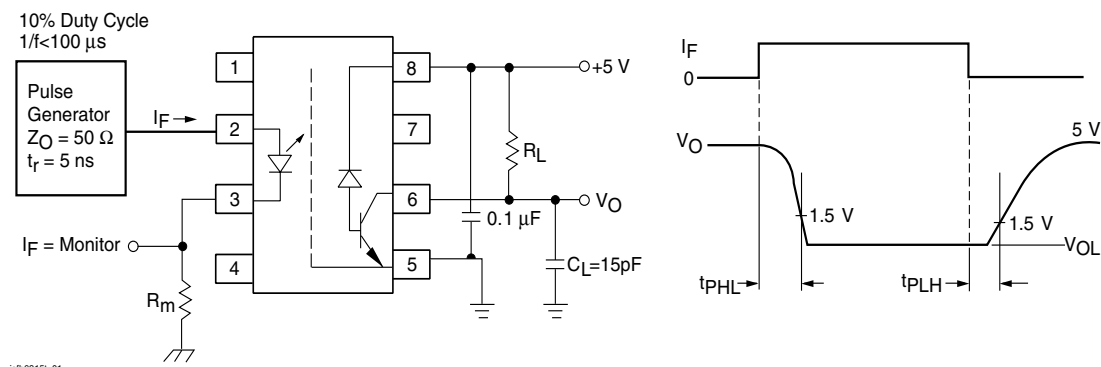 10% Duty Cycle
1/f<100 μs
Pulse
Generator
ZO = 50 Ω
tr = 5 ns
IF
IF = Monitor
Rm
1
2
3
4
8
7
6
5
+5 V
RL
VO
0.1 μF
CL=15pF
IF
0
VO
5 V
1.5 V
1.5 V
VOL
tPHL
tPLH